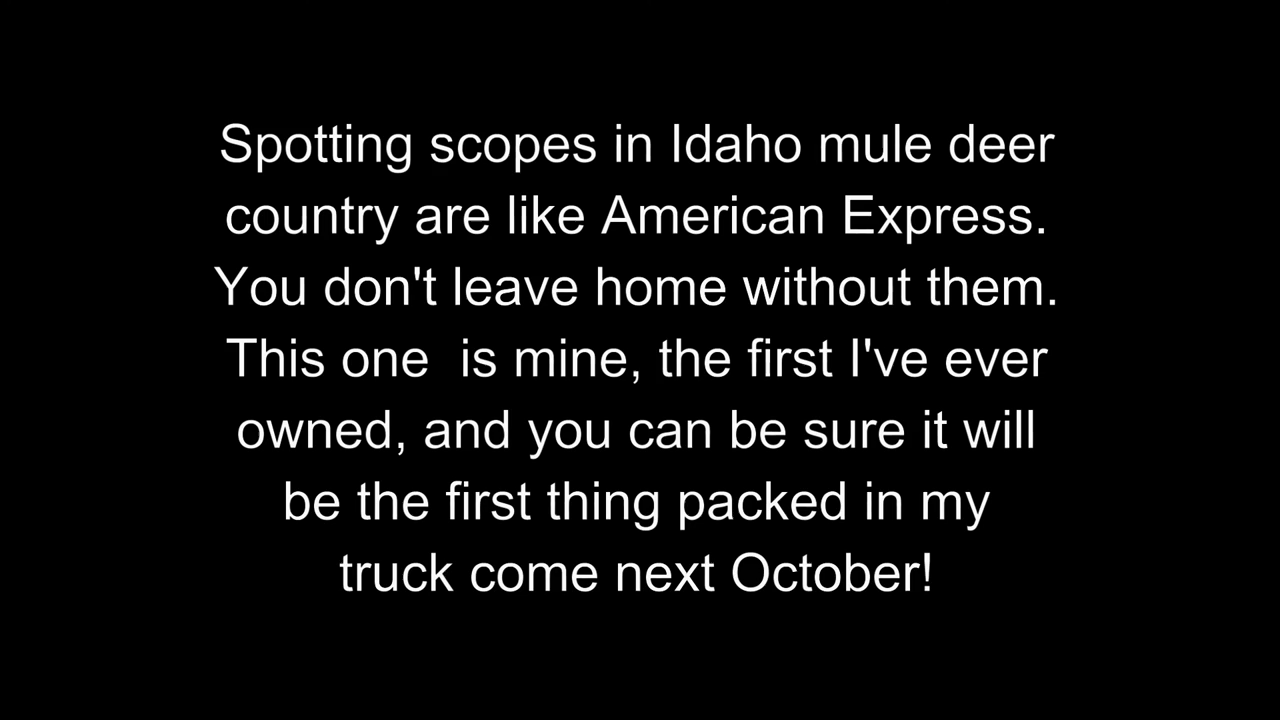 Spotting scopes in Idaho mule deer
country are like American Express.
You don't leave home without them.
This one  is mine, the first I've ever
owned, and you can be sure it will
be the first thing packed in my
truck come next October!